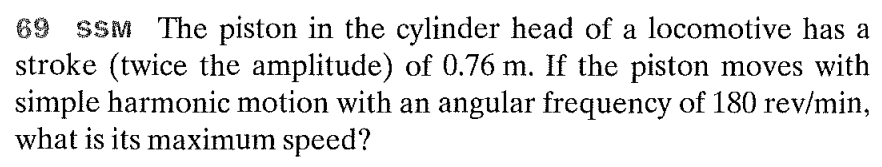 69 SSM The piston in the cylinder head of a locomotive has a
stroke (twice the amplitude) of 0.76 m. If the piston moves with
simple harmonic motion with an angular frequency of 180 rev/min,
what is its maximum speed?